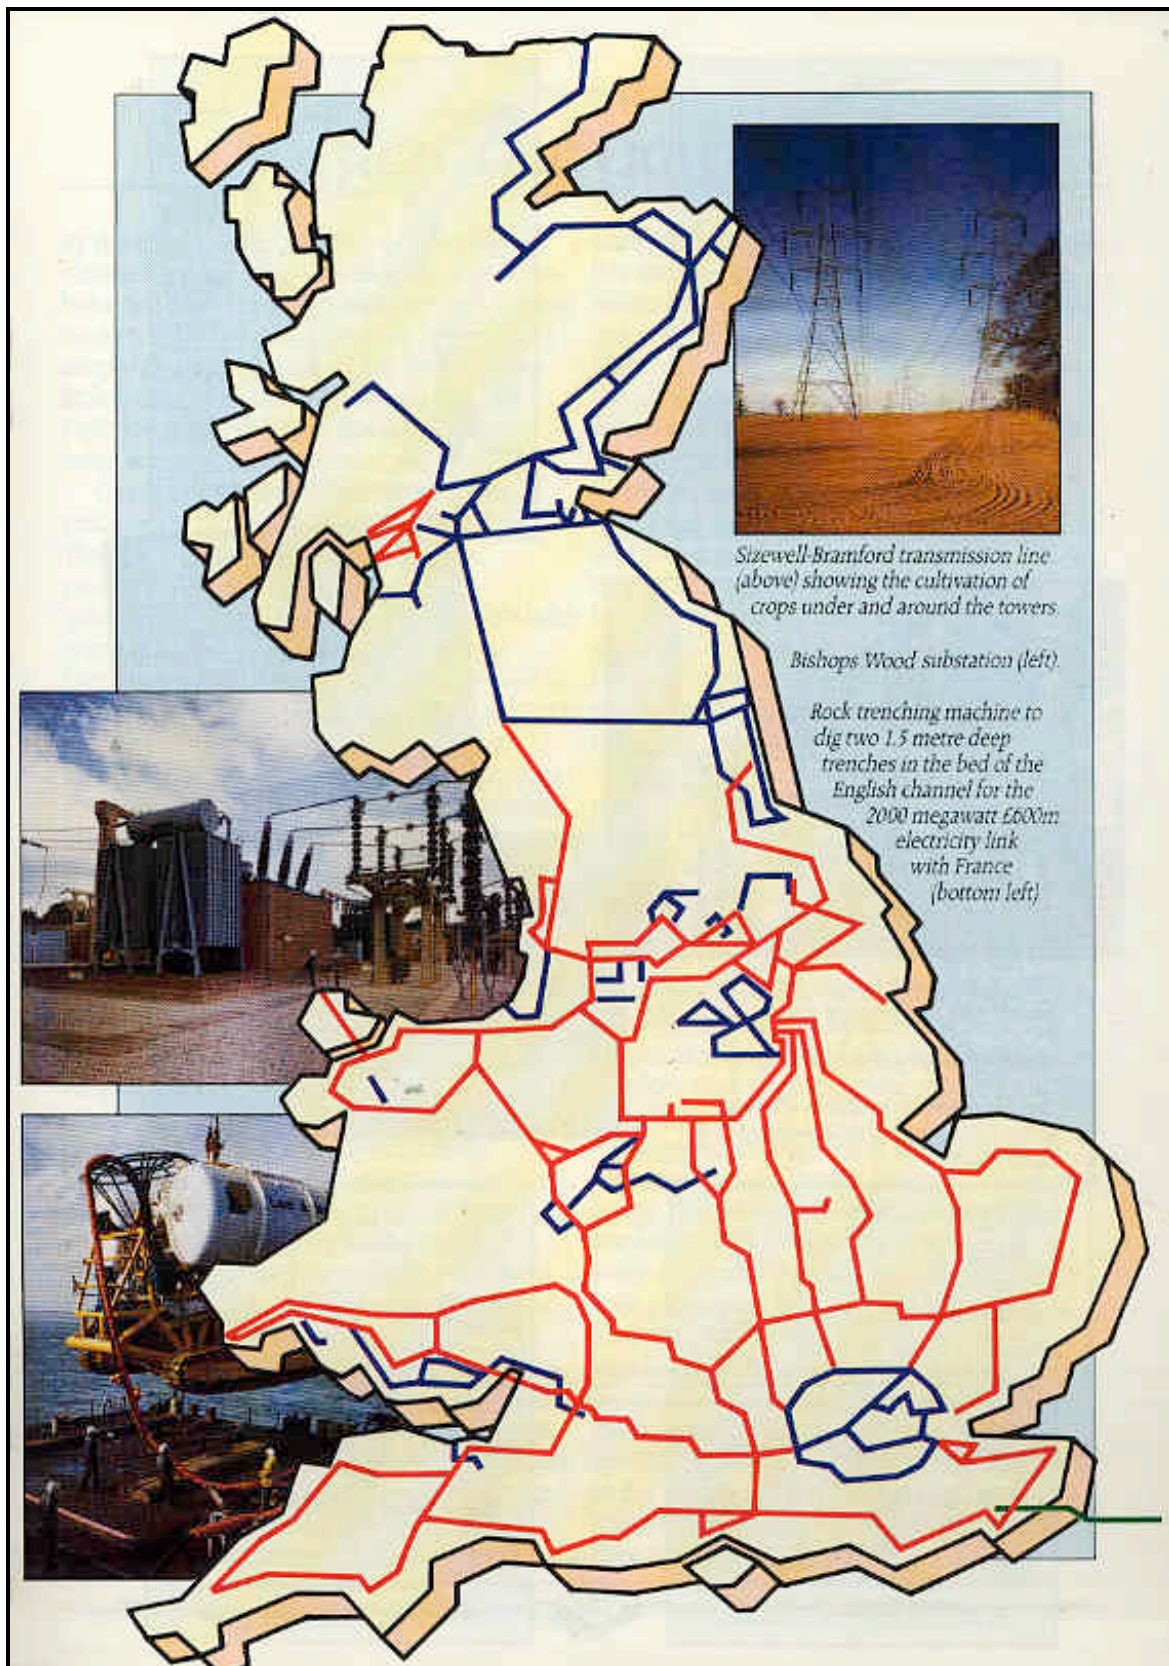 Sizewell-Bramford transmission line
(above) showing the cultivation of
crops under and around the towers
Bishops Wood substation (left).
Rock trenching machine to
dig two 1.5 metre deep
trenches in the bed of the
English channel for the
2000 megawatt £600m
electricity link
with France
(bottom left)